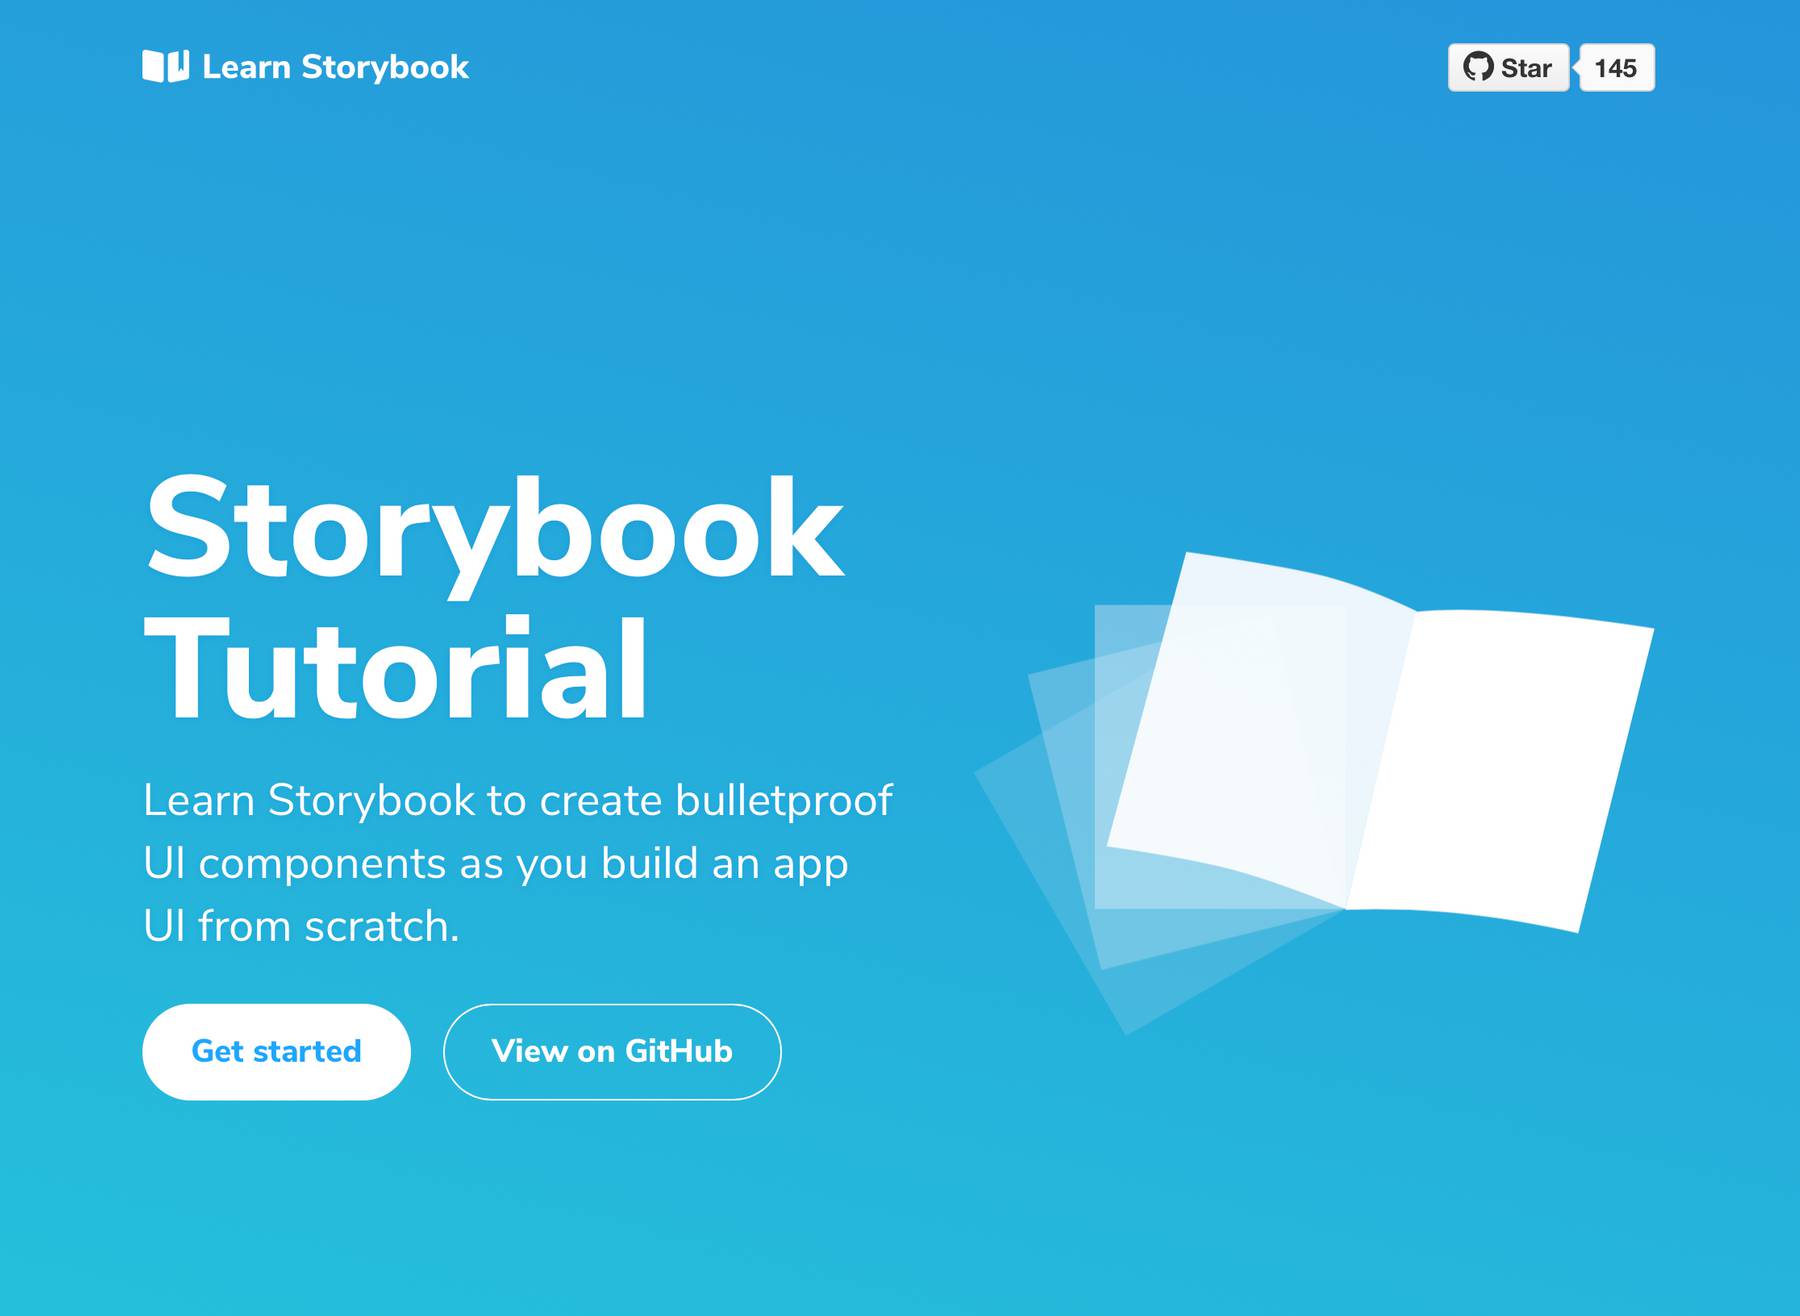 Learn Storybook
Star
145
Storybook
Tutorial
Learn Storybook to create bulletproof
UI components as you build an app
UI from scratch.
Get started
View on GitHub